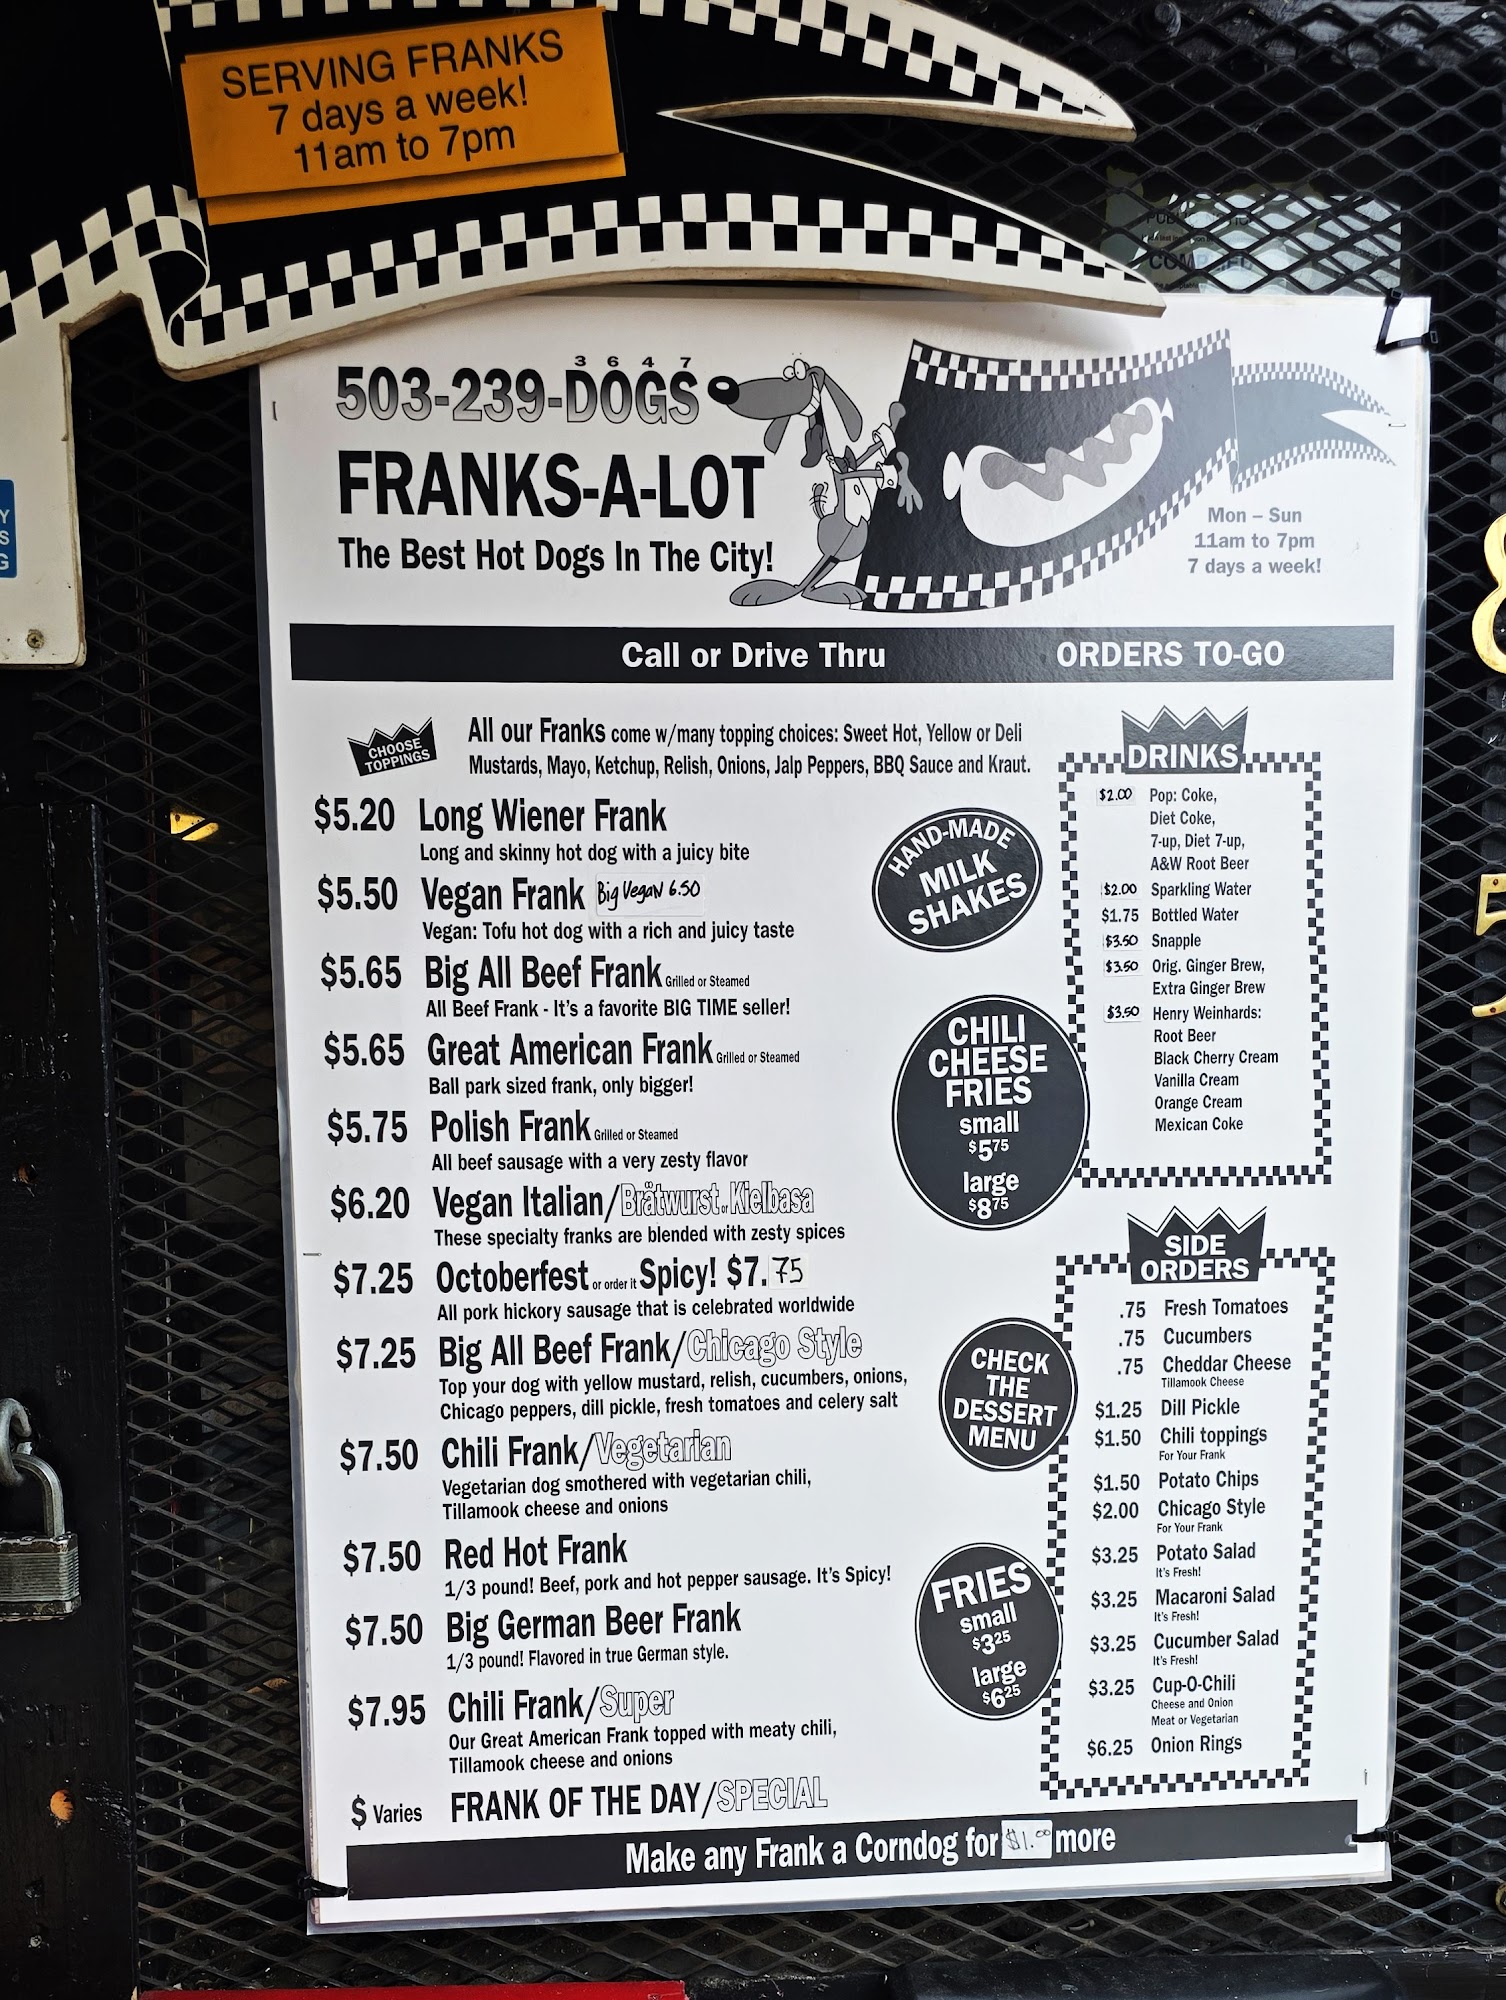 SERVING FRANKS
7 days a week!
11am to 7pm
3 6 4 7
503-239-DOGS
FRANKS-A-LOT
The Best Hot Dogs In The City!
Mon – Sun
11am to 7pm
7 days a week!
Call or Drive Thru
ORDERS TO-GO
CHOOSE
TOPPINGS
All our Franks come w/many topping choices: Sweet Hot, Yellow or Deli
Mustards, Mayo, Ketchup, Relish, Onions, Jalp Peppers, BBQ Sauce and Kraut.
$5.20 Long Wiener Frank
Long and skinny hot dog with a juicy bite
$5.50 Vegan Frank Big Vegan 6.50
Vegan: Tofu hot dog with a rich and juicy taste
$5.65 Big All Beef Frank Grilled or Steamed
All Beef Frank - It's a favorite BIG TIME seller!
$5.65 Great American Frank Grilled or Steamed
Ball park sized frank, only bigger!
$5.75 Polish Frank Grilled or Steamed
All beef sausage with a very zesty flavor
$6.20 Vegan Italian/Brätwurst or Kielbasa
These specialty franks are blended with zesty spices
$7.25 Octoberfest or order it Spicy! $7.75
All pork hickory sausage that is celebrated worldwide
$7.25 Big All Beef Frank/Chicago Style
Top your dog with yellow mustard, relish, cucumbers, onions,
Chicago peppers, dill pickle, fresh tomatoes and celery salt
$7.50 Chili Frank/Vegetarian
Vegetarian dog smothered with vegetarian chili,
Tillamook cheese and onions
$7.50 Red Hot Frank
1/3 pound! Beef, pork and hot pepper sausage. It's Spicy!
$7.50 Big German Beer Frank
1/3 pound! Flavored in true German style.
$7.95 Chili Frank/Super
Our Great American Frank topped with meaty chili,
Tillamook cheese and onions
$ Varies FRANK OF THE DAY/SPECIAL
HAND-MADE
MILK
SHAKES
CHILI
CHEESE
FRIES
small
$5 75
large
$8 75
CHECK
THE
DESSERT
MENU
FRIES
small
$3 25
large
$6 25
DRINKS
$2.00 Pop: Coke,
Diet Coke,
7-up, Diet 7-up,
A&W Root Beer
$2.00 Sparkling Water
$1.75 Bottled Water
$3.50 Snapple
$3.50 Orig. Ginger Brew,
Extra Ginger Brew
$3.50 Henry Weinhards:
Root Beer
Black Cherry Cream
Vanilla Cream
Orange Cream
Mexican Coke
SIDE
ORDERS
.75 Fresh Tomatoes
.75 Cucumbers
.75 Cheddar Cheese
Tillamook Cheese
$1.25 Dill Pickle
$1.50 Chili toppings
For Your Frank
$1.50 Potato Chips
$2.00 Chicago Style
For Your Frank
$3.25 Potato Salad
It's Fresh!
$3.25 Macaroni Salad
It's Fresh!
$3.25 Cucumber Salad
It's Fresh!
$3.25 Cup-O-Chili
Cheese and Onion
Meat or Vegetarian
$6.25 Onion Rings
Make any Frank a Corndog for $1.00 more